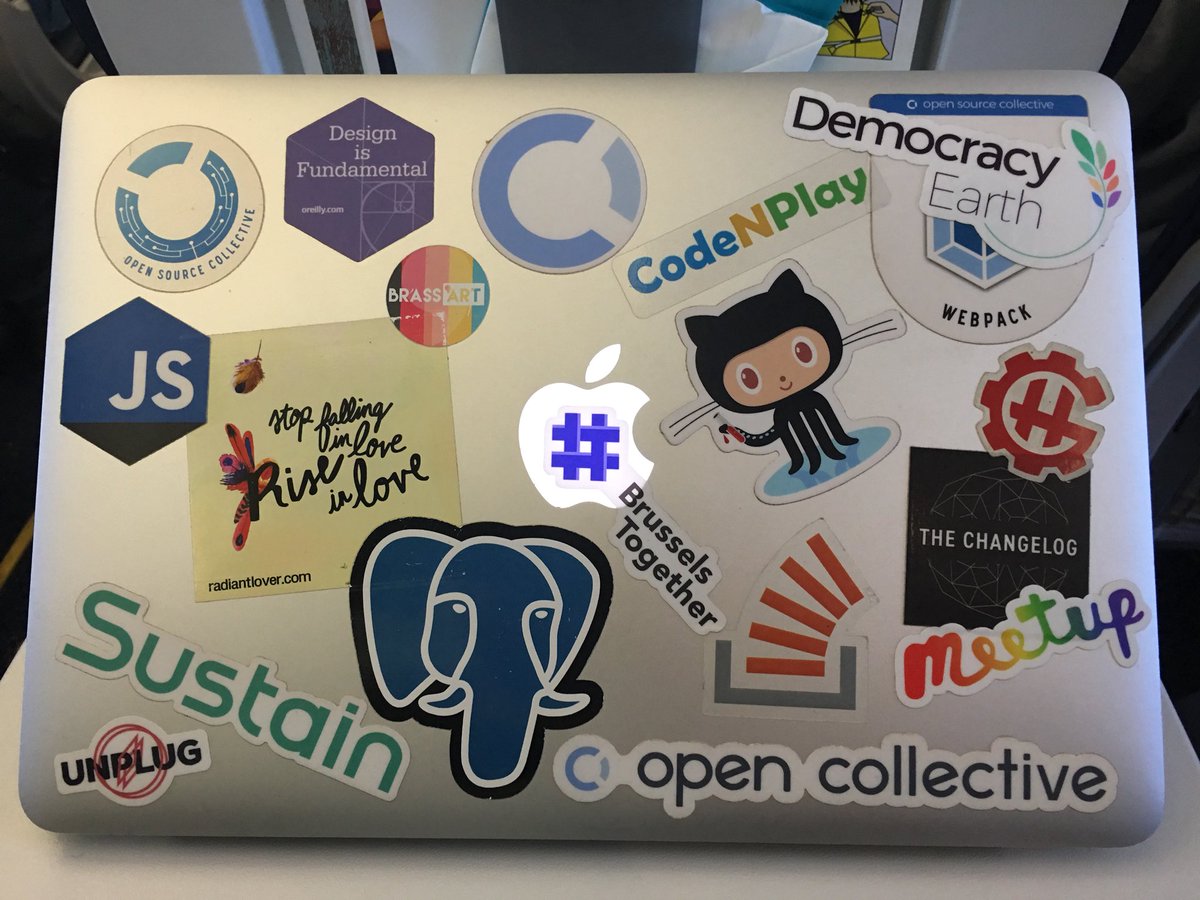 OPEN SOURCE COLLECTIVE
Design
is
Fundamental
oreilly.com
BRASS'ART
CodeNPlay
open source collective
Democracy
Earth
WEBPACK
JS
stop falling
in love
Rise
in love
radiantlover.com
Brussels
Together
THE CHANGELOG
meetup
Sustain
UNPLUG
open collective